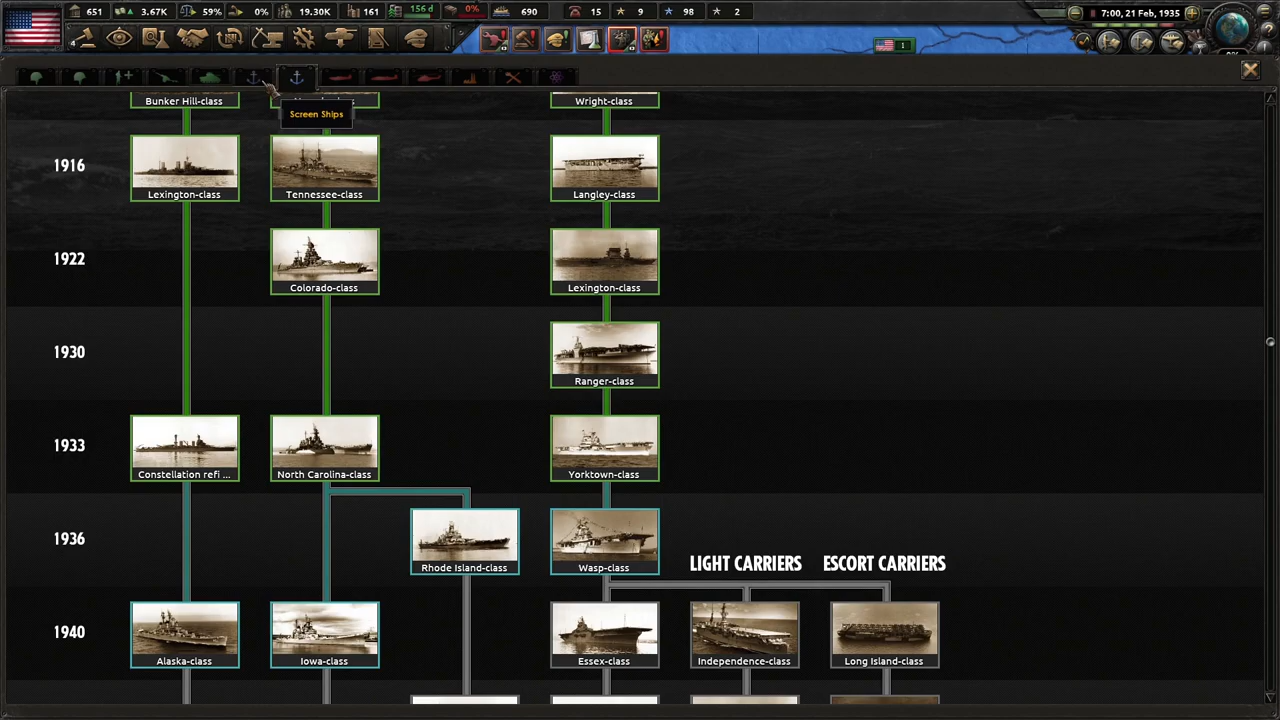 651
3.67K
59%
0%
19.30K
161
156 d
0%
690
15
9
98
2
7:00, 21 Feb, 1935
4
1
Bunker Hill-class
Wright-class
Screen Ships
1916
Lexington-class
Tennessee-class
Langley-class
1922
Colorado-class
Lexington-class
1930
Ranger-class
1933
Constellation refi ...
North Carolina-class
Yorktown-class
1936
Rhode Island-class
Wasp-class
LIGHT CARRIERS
ESCORT CARRIERS
1940
Alaska-class
Iowa-class
Essex-class
Independence-class
Long Island-class